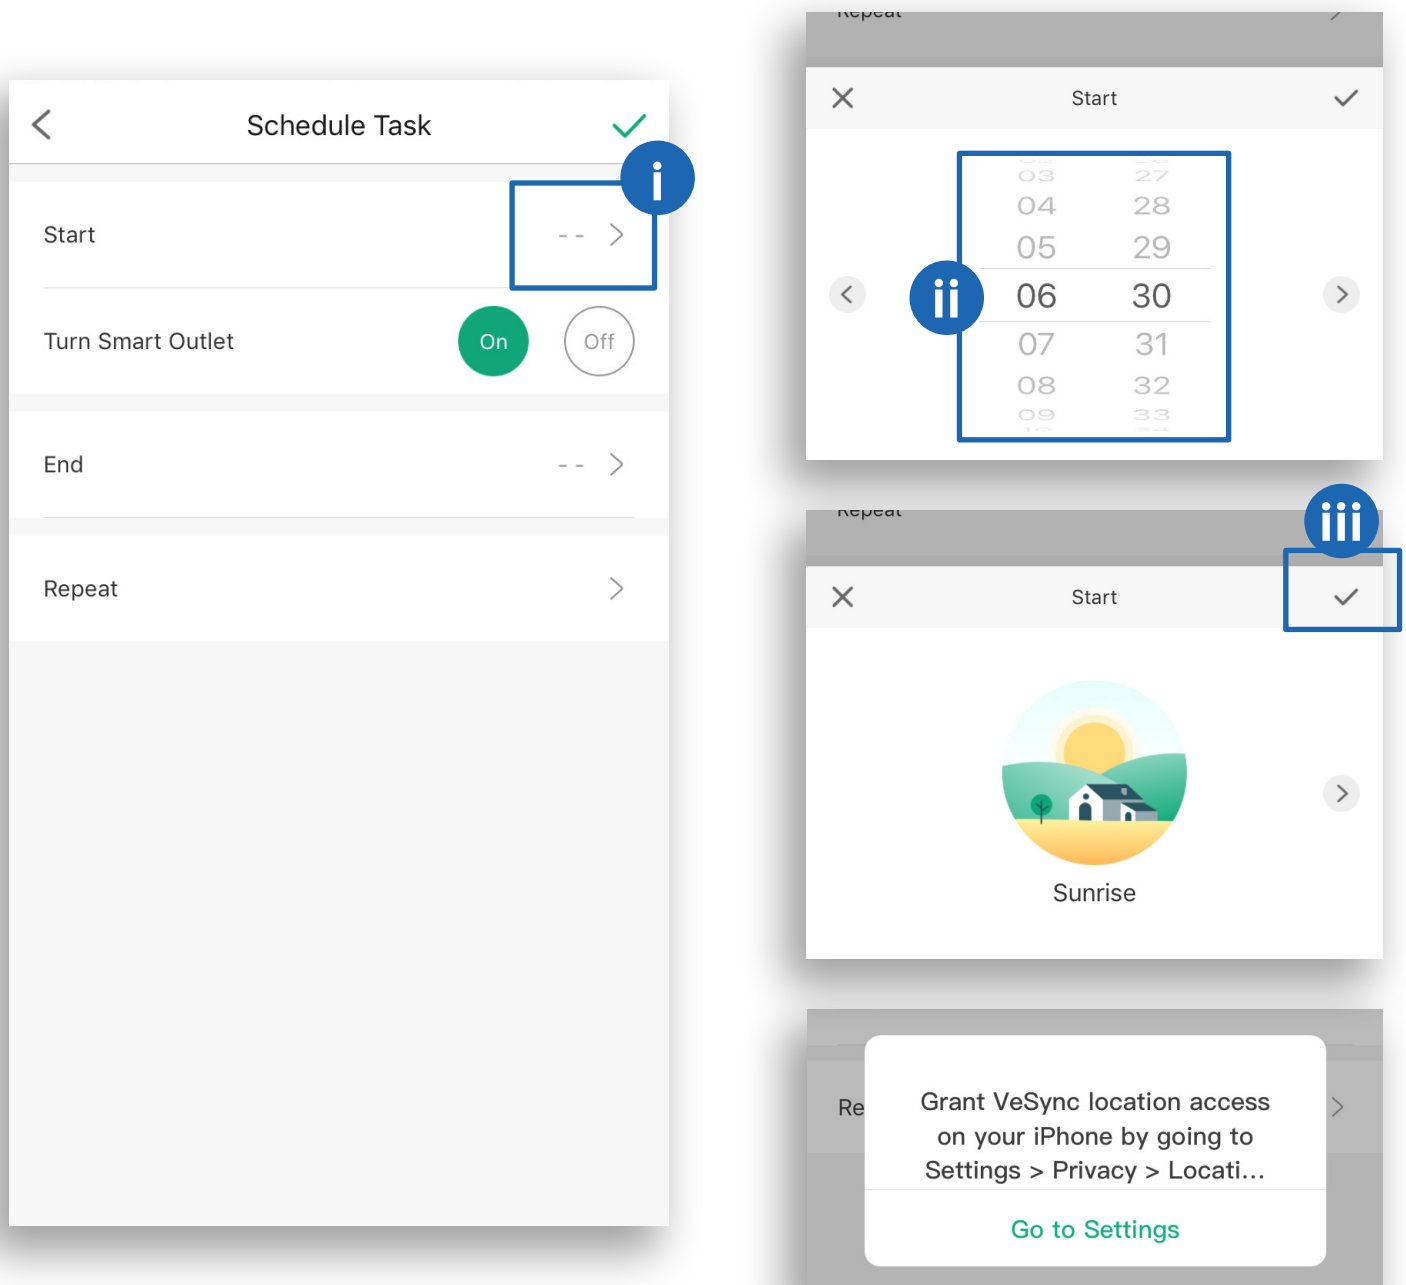 Schedule Task
i
Start -- >
Turn Smart Outlet On Off
End -- >
Repeat >
Repeat
Start
03 27
04 28
05 29
ii
06 30
07 31
08 32
09 33
Repeat
iii
Start
Sunrise
Re
Grant VeSync location access
on your iPhone by going to
Settings > Privacy > Locati...
Go to Settings